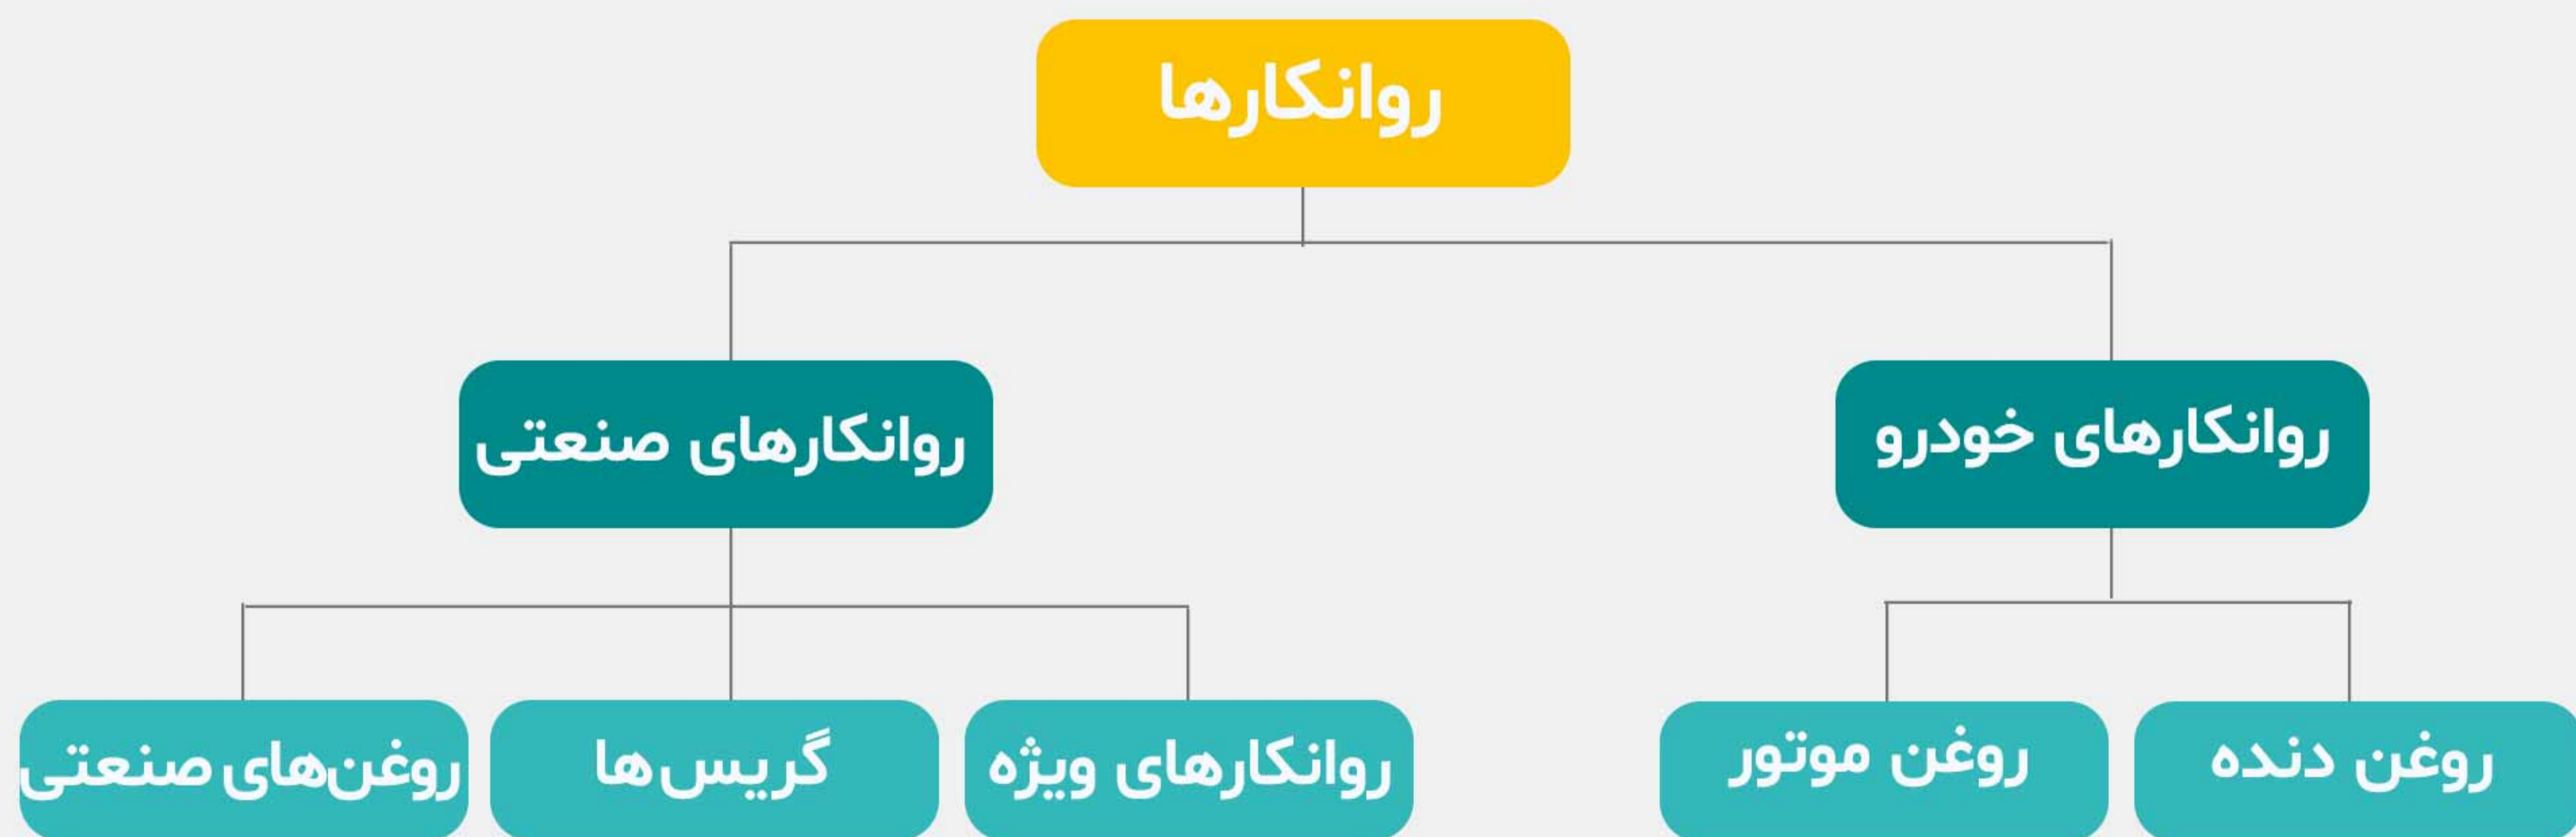 روانکارها
روانکارهای خودرو
روانکارهای صنعتی
روغن دنده
روغن موتور
روانکارهای ویژه
گریس‌ها
روغن‌های صنعتی